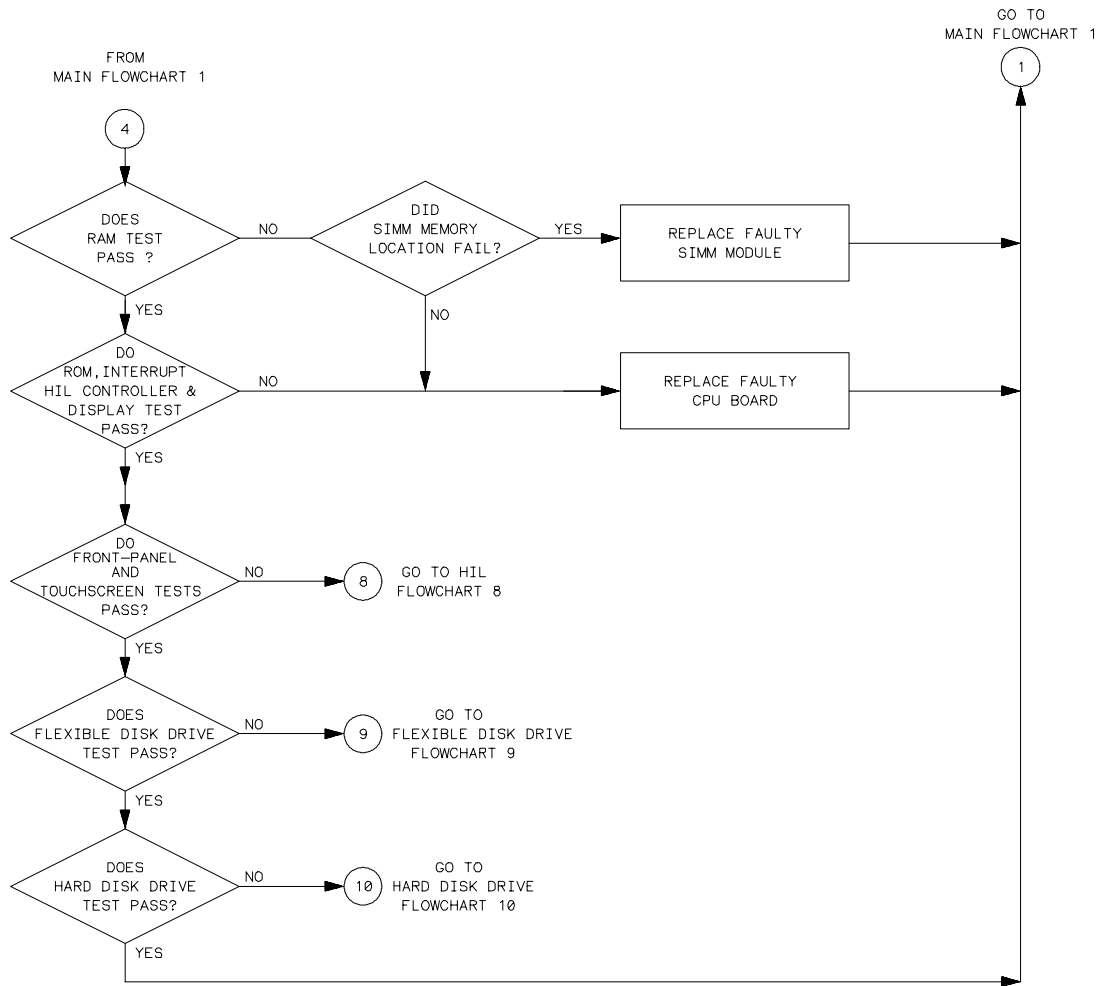 GO TO
MAIN FLOWCHART 1
1
FROM
MAIN FLOWCHART 1
4
DOES
RAM TEST
PASS ?
NO
DID
SIMM MEMORY
LOCATION FAIL?
YES
REPLACE FAULTY
SIMM MODULE
YES
NO
DO
ROM,INTERRUPT
HIL CONTROLLER &
DISPLAY TEST
PASS?
NO
REPLACE FAULTY
CPU BOARD
YES
DO
FRONT-PANEL
AND
TOUCHSCREEN TESTS
PASS?
NO
8
GO TO HIL
FLOWCHART 8
YES
DOES
FLEXIBLE DISK DRIVE
TEST PASS?
NO
9
GO TO
FLEXIBLE DISK DRIVE
FLOWCHART 9
YES
DOES
HARD DISK DRIVE
TEST PASS?
NO
10
GO TO
HARD DISK DRIVE
FLOWCHART 10
YES